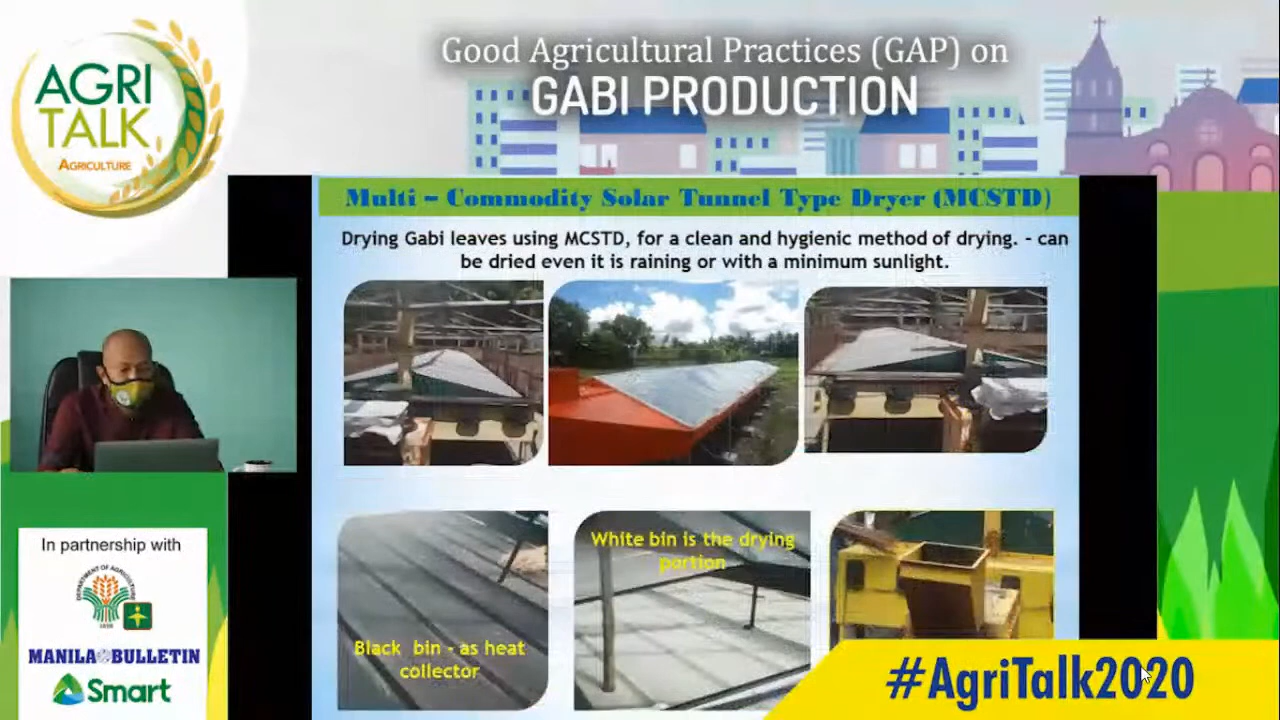 AGRI
TALK
AGRICULTURE
Good Agricultural Practices (GAP) on
GABI PRODUCTION
Multi – Commodity Solar Tunnel Type Dryer (MCSTD)
Drying Gabi leaves using MCSTD, for a clean and hygienic method of drying. - can
be dried even it is raining or with a minimum sunlight.
Black bin - as heat
collector
White bin is the drying
portion
In partnership with
DEPARTMENT OF AGRICULTURE
MANILA BULLETIN
Smart
#AgriTalk2020